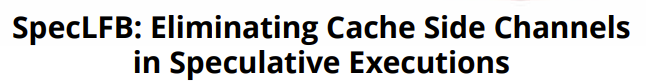 SpecLFB: Eliminating Cache Side Channels
in Speculative Executions